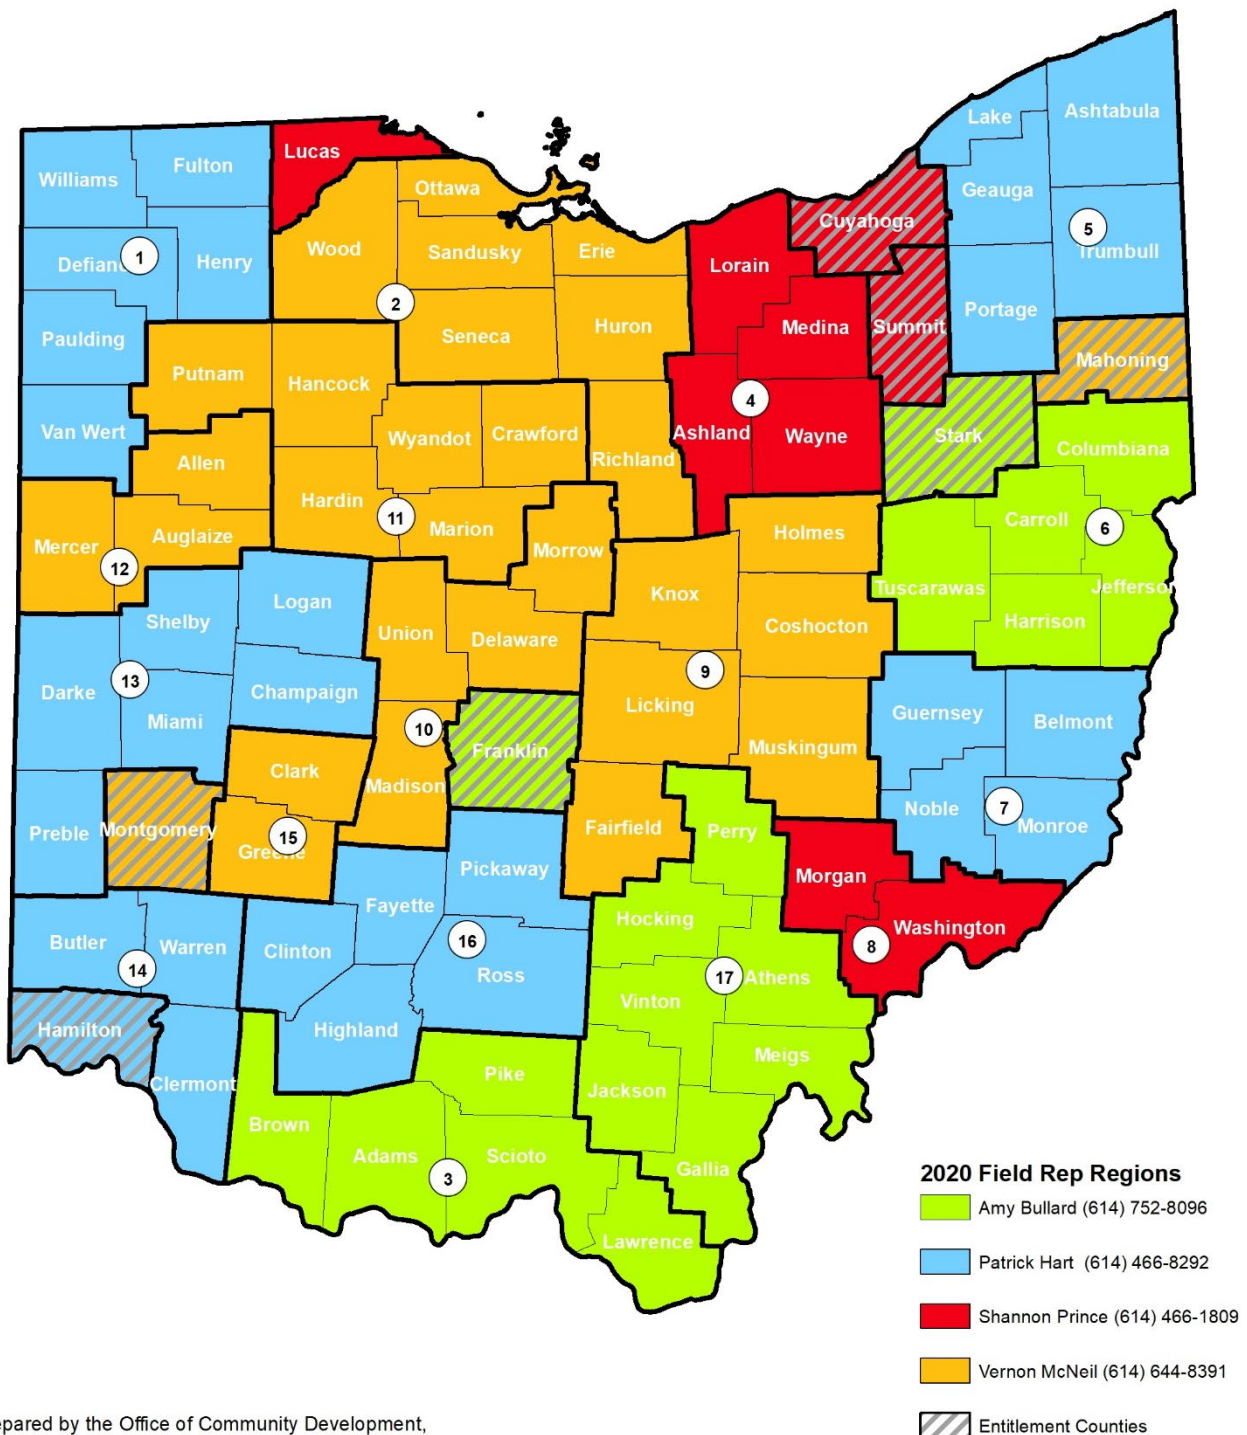 Ashtabula
Lake
Lucas
Fulton
Williams
Ottawa
Geauga
Cuyahoga
5
Trumbull
Wood
Sandusky
Erie
Lorain
Henry
1
2
Portage
Medina
Summit
Huron
Seneca
Paulding
Mahoning
Putnam
Hancock
4
Van Wert
Wyandot
Crawford
Ashland
Wayne
Stark
Columbiana
Allen
Richland
Hardin
11
Marion
Carroll
6
Auglaize
Mercer
12
Morrow
Holmes
Tuscarawas
Jefferson
Logan
Knox
Shelby
Union
Delaware
Coshocton
Harrison
Darke
13
Champaign
9
Licking
Guernsey
Belmont
Miami
10
Franklin
Muskingum
Clark
Madison
Noble
7
Monroe
Preble
Montgomery
15
Greene
Fairfield
Perry
Pickaway
Morgan
Fayette
Hocking
Washington
Butler
Warren
Clinton
16
8
14
Ross
17
Athens
Vinton
Hamilton
Highland
Meigs
Clermont
Pike
Jackson
Brown
Adams
Scioto
3
Gallia
Lawrence
2020 Field Rep Regions
Amy Bullard (614) 752-8096
Patrick Hart (614) 466-8292
Shannon Prince (614) 466-1809
Vernon McNeil (614) 644-8391
Entitlement Counties
epared by the Office of Community Development,